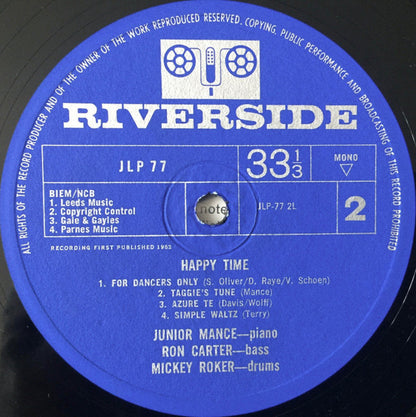 ALL RIGHTS OF THE RECORD PRODUCER AND OF THE OWNER OF THE WORK REPRODUCED RESERVED. COPYING, PUBLIC PERFORMANCE AND BROADCASTING OF THIS RECORD PROHIBITED
RIVERSIDE
JLP 77
33 1/3
MONO
BIEM/NCB
1. Leeds Music
2. Copyright Control
3. Gale & Gayles
4. Parnes Music
note
JLP-77 2L
2
RECORDING FIRST PUBLISHED 1962
HAPPY TIME
1. FOR DANCERS ONLY (S. Oliver/D. Raye/V. Schoen)
2. TAGGIE'S TUNE (Mance)
3. AZURE TE (Davis/Wolff)
4. SIMPLE WALTZ (Terry)
JUNIOR MANCE—piano
RON CARTER—bass
MICKEY ROKER—drums